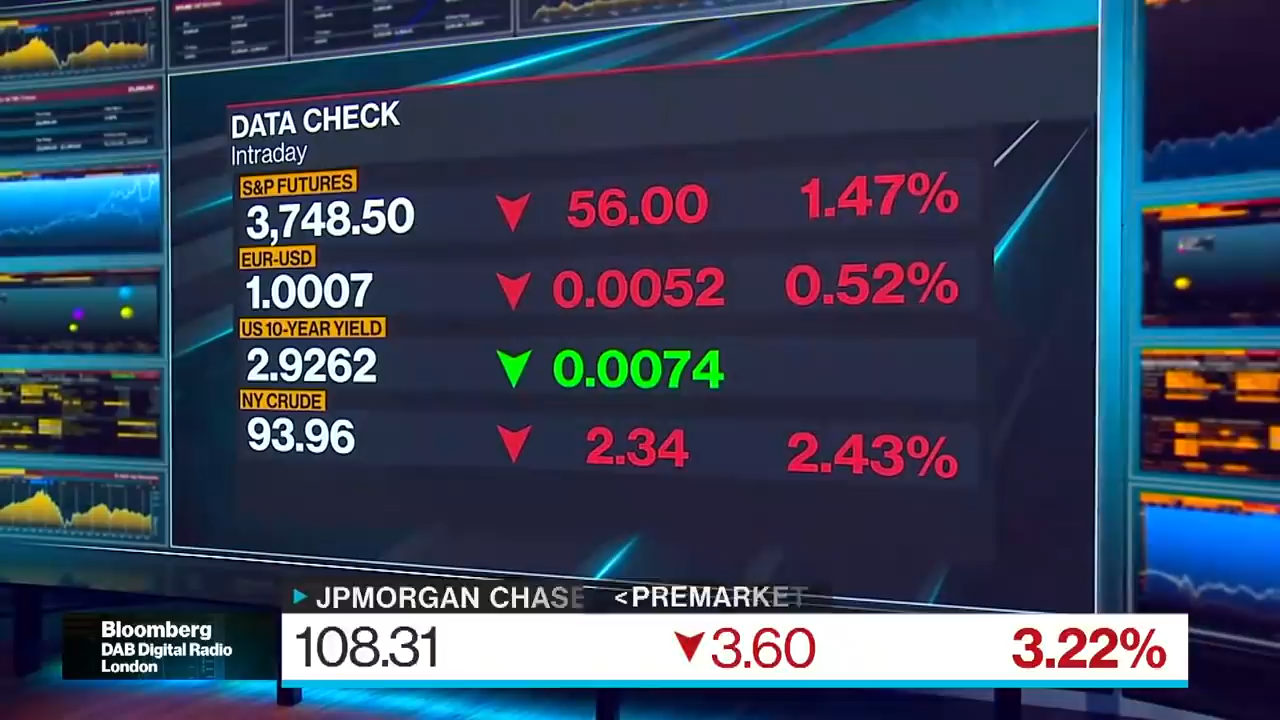 DATA CHECK
Intraday
S&P FUTURES
3,748.50 56.00 1.47%
EUR-USD
1.0007 0.0052 0.52%
US 10-YEAR YIELD
2.9262 0.0074
NY CRUDE
93.96 2.34 2.43%
JPMORGAN CHASE <PREMARKET
Bloomberg
DAB Digital Radio
London
108.31 3.60 3.22%